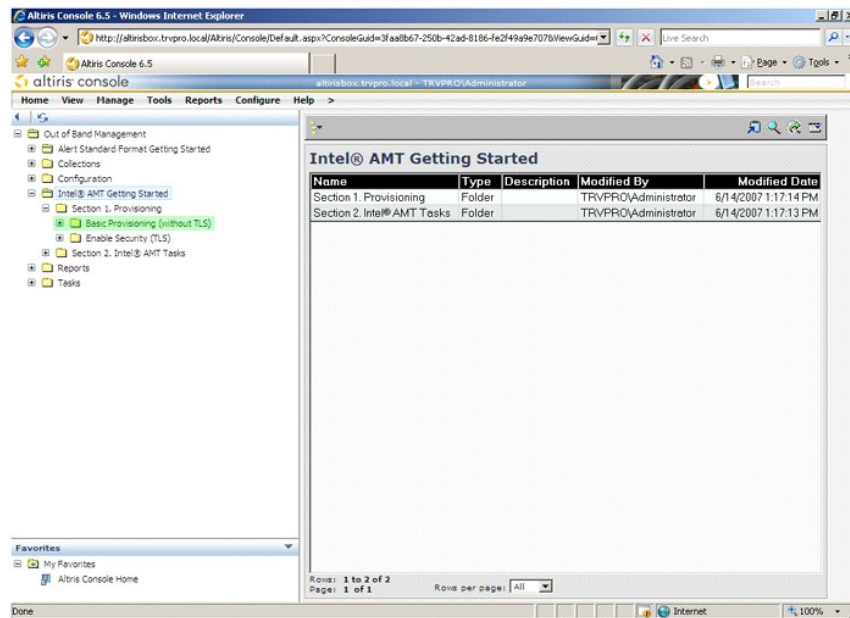 Altiris Console 6.5 - Windows Internet Explorer
http://altirisbox.trvpro.local/Altiris/Console/Default.aspx?ConsoleGuid=3faa8b67-250b-42ad-8186-fe2f49a9e707&ViewGuid=
Live Search
Altiris Console 6.5
Page Tools
altiris console
altirisbox.trvpro.local - TRVPRO\Administrator
Search
Home View Manage Tools Reports Configure Help >
Out of Band Management
Alert Standard Format Getting Started
Collections
Configuration
Intel® AMT Getting Started
Section 1. Provisioning
Basic Provisioning (without TLS)
Enable Security (TLS)
Section 2. Intel® AMT Tasks
Reports
Tasks
Intel® AMT Getting Started
Name Type Description Modified By Modified Date
Section 1. Provisioning Folder TRVPRO\Administrator 6/14/2007 1:17:14 PM
Section 2. Intel® AMT Tasks Folder TRVPRO\Administrator 6/14/2007 1:17:13 PM
Favorites
My Favorites
Altiris Console Home
Rows: 1 to 2 of 2
Page: 1 of 1
Rows per page: All
Done
Internet
100%